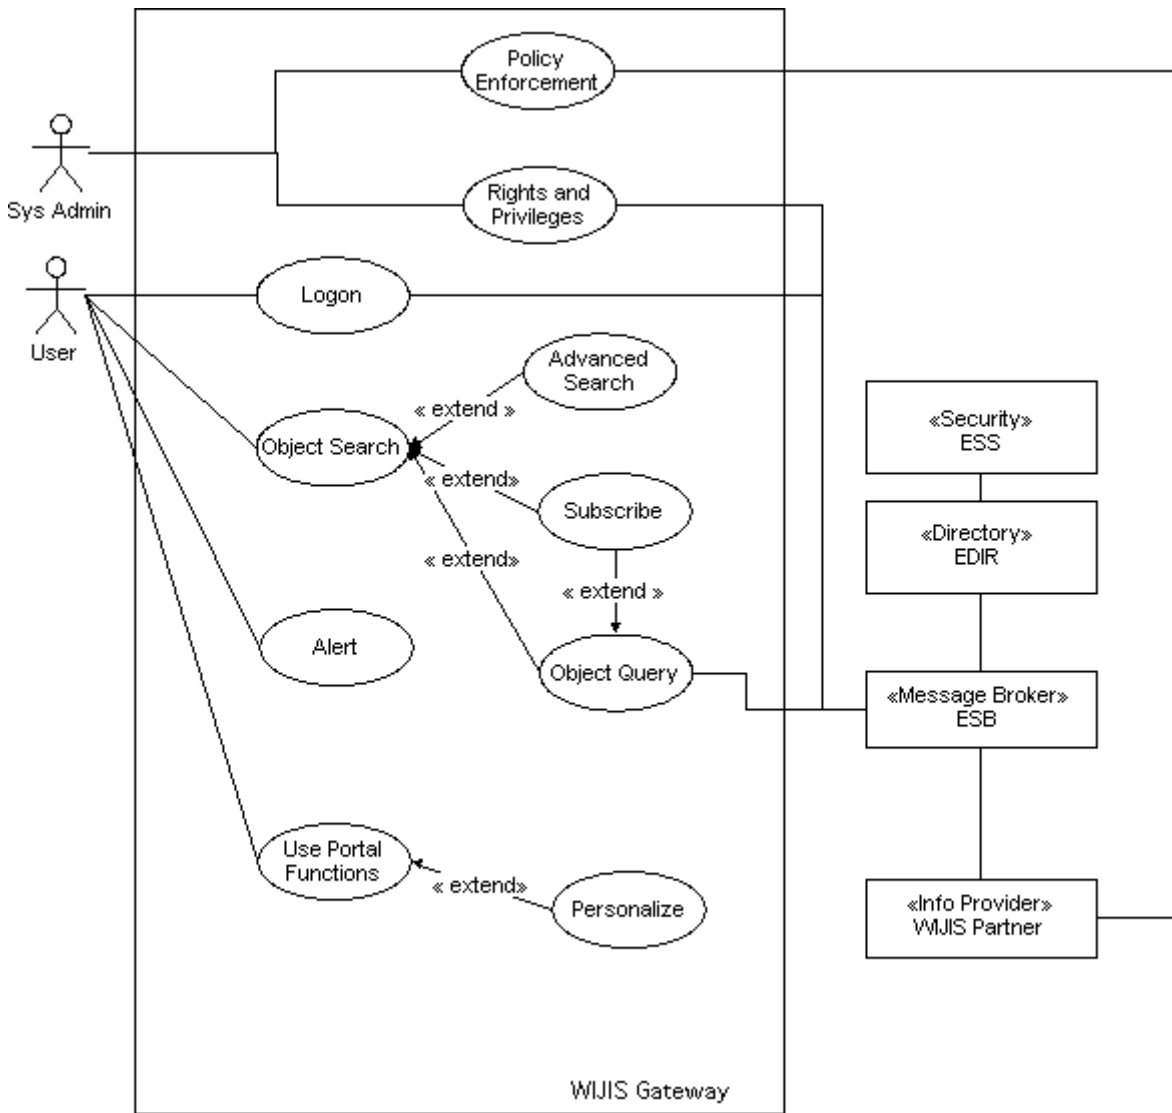 Policy
Enforcement
Sys Admin
Rights and
Privileges
User
Logon
Advanced
Search
« extend »
Object Search
« extend»
Subscribe
« extend»
« extend »
Alert
Object Query
Use Portal
Functions
« extend»
Personalize
«Security»
ESS
«Directory»
EDIR
«Message Broker»
ESB
«Info Provider»
WIJIS Partner
WIJIS Gateway